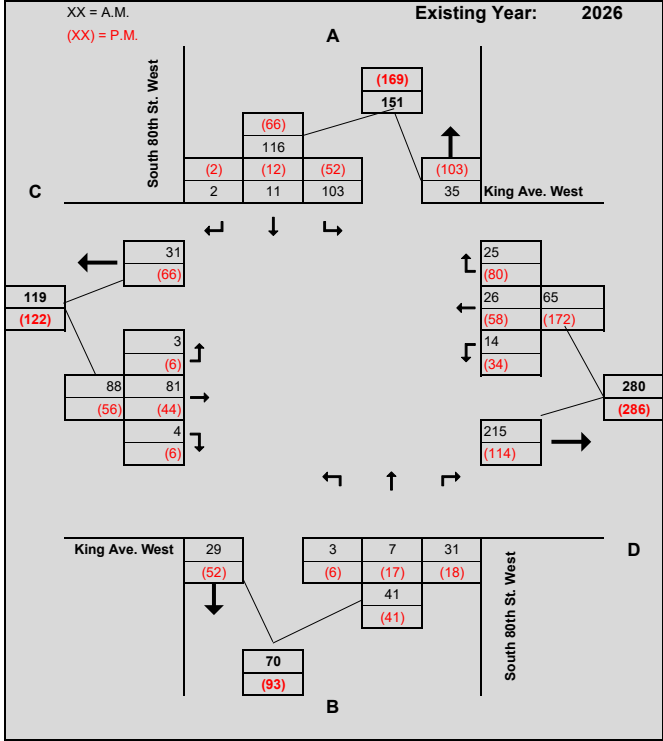 XX = A.M.
Existing Year: 2026
(XX) = P.M.
A
South 80th St. West
(169)
151
(66)
116
(2) (12) (52) (103)
2 11 103 35 King Ave. West
C
31
(66)
25
(80)
119
(122)
26 65
(58) (172)
3
(6)
14
(34)
88 81
(56) (44)
280
(286)
4
(6)
215
(114)
King Ave. West 29 3 7 31
(52) (6) (17) (18)
D
South 80th St. West
41
(41)
70
(93)
B